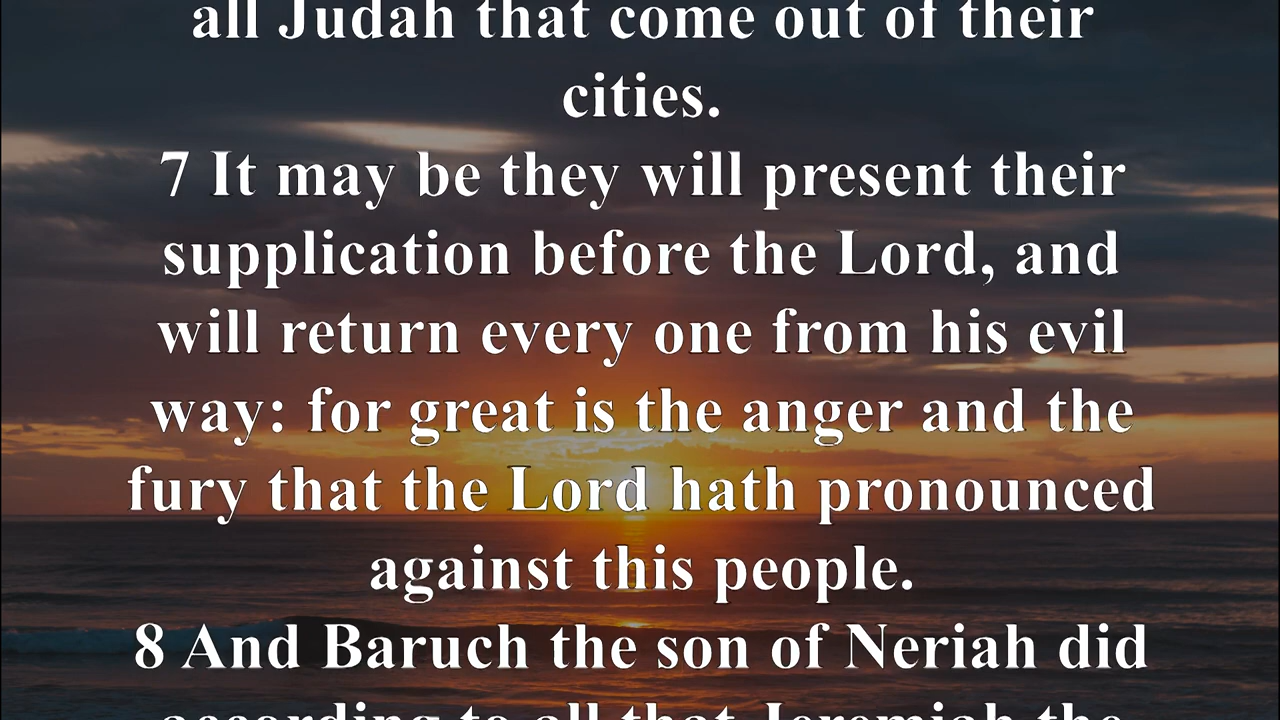 all Judah that come out of their
cities.
7 It may be they will present their
supplication before the Lord, and
will return every one from his evil
way: for great is the anger and the
fury that the Lord hath pronounced
against this people.
8 And Baruch the son of Neriah did
according to all that Jeremiah the